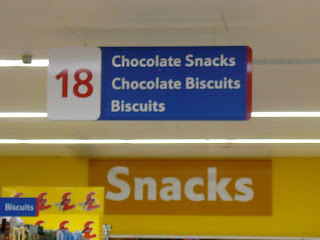 18
Chocolate Snacks
Chocolate Biscuits
Biscuits
Snacks
Biscuits
£ £ £
£ £ £